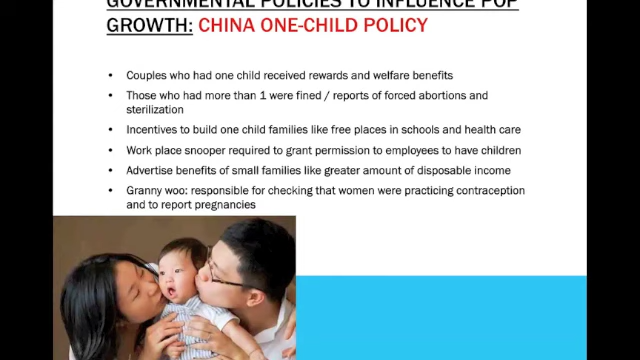 GOVERNMENTAL POLICIES TO INFLUENCE POP
GROWTH: CHINA ONE-CHILD POLICY
• Couples who had one child received rewards and welfare benefits
• Those who had more than 1 were fined / reports of forced abortions and
sterilization
• Incentives to build one child families like free places in schools and health care
• Work place snooper required to grant permission to employees to have children
• Advertise benefits of small families like greater amount of disposable income
• Granny woo: responsible for checking that women were practicing contraception
and to report pregnancies